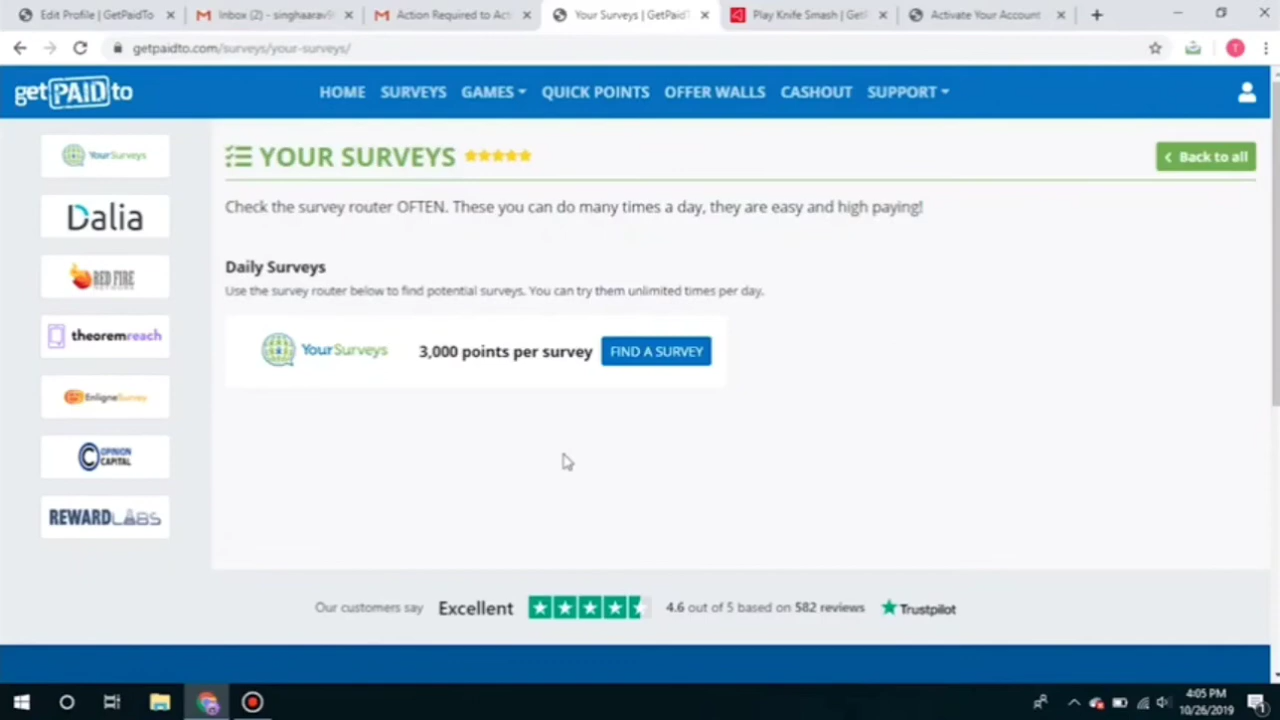 Edit Profile | GetPaidTo
Inbox (2) - singhaarav9
Action Required to Act
Your Surveys | GetPaidT
Play Knife Smash | Get
Activate Your Account
getpaidto.com/surveys/your-surveys/
T
getPAIDto
HOME SURVEYS GAMES QUICK POINTS OFFER WALLS CASHOUT SUPPORT
YourSurveys
Dalia
RED FIRE
NETWORK
theoremreach
EnligneSurvey
OPINION
CAPITAL
REWARDLABS
YOUR SURVEYS
Back to all
Check the survey router OFTEN. These you can do many times a day, they are easy and high paying!
Daily Surveys
Use the survey router below to find potential surveys. You can try them unlimited times per day.
YourSurveys 3,000 points per survey FIND A SURVEY
Our customers say Excellent 4.6 out of 5 based on 582 reviews Trustpilot
4:05 PM
10/26/2019
1